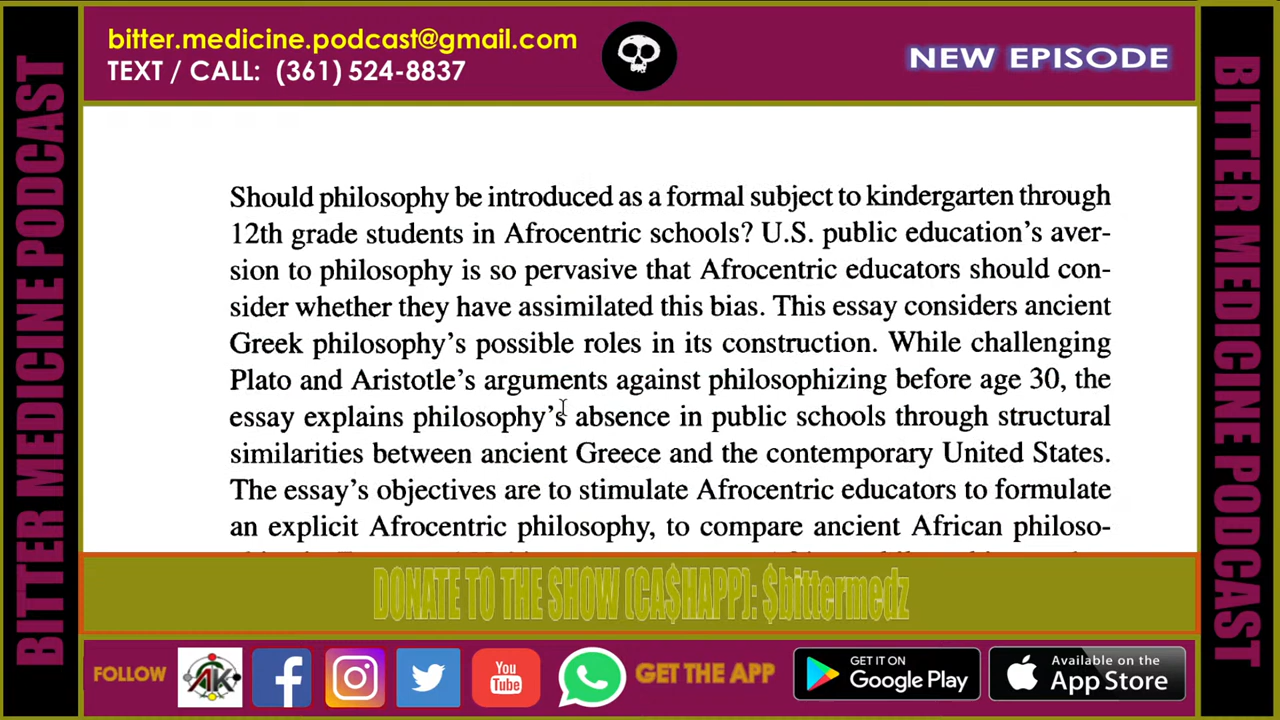 bitter.medicine.podcast@gmail.com
TEXT / CALL: (361) 524-8837
NEW EPISODE
BITTER MEDICINE PODCAST
Should philosophy be introduced as a formal subject to kindergarten through
12th grade students in Afrocentric schools? U.S. public education's aver-
sion to philosophy is so pervasive that Afrocentric educators should con-
sider whether they have assimilated this bias. This essay considers ancient
Greek philosophy's possible roles in its construction. While challenging
Plato and Aristotle's arguments against philosophizing before age 30, the
essay explains philosophy's absence in public schools through structural
similarities between ancient Greece and the contemporary United States.
The essay's objectives are to stimulate Afrocentric educators to formulate
an explicit Afrocentric philosophy, to compare ancient African philoso-
BITTER MEDICINE PODCAST
DONATE TO THE SHOW (CA$HAPP): $bittermedz
FOLLOW
You
Tube
GET THE APP
GET IT ON
Google Play
Available on the
App Store